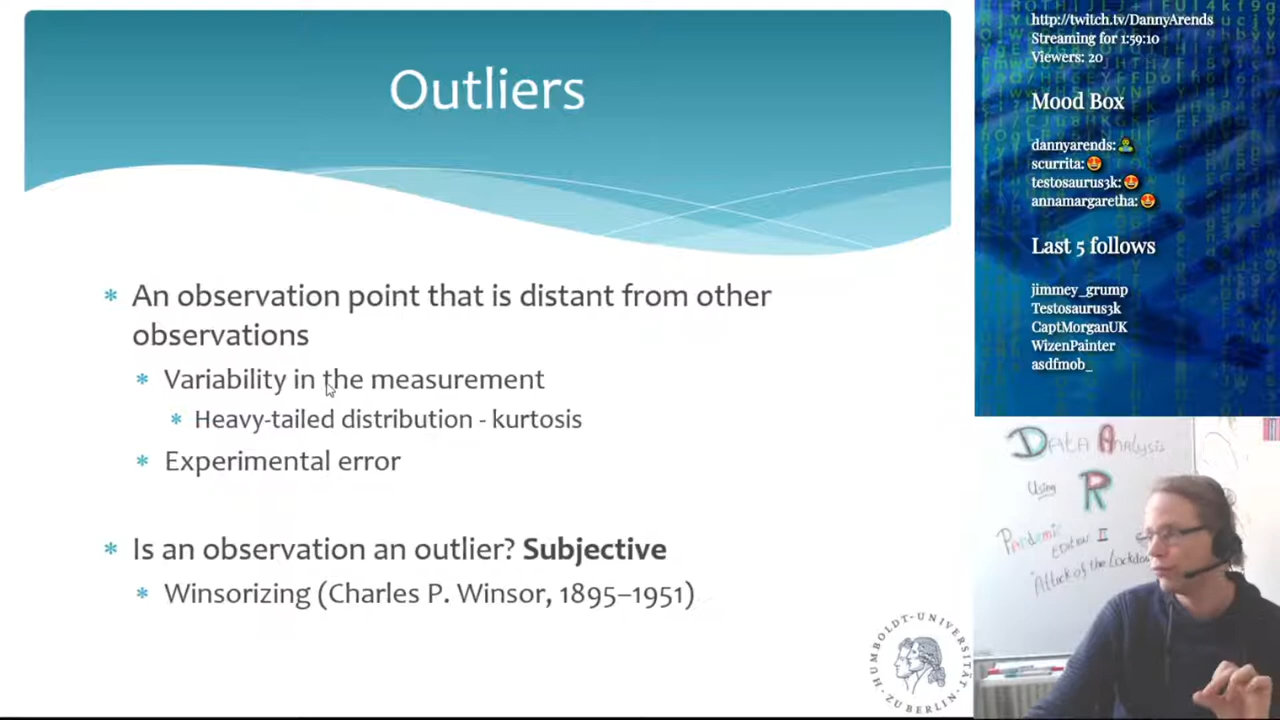 Outliers
* An observation point that is distant from other
observations
* Variability in the measurement
* Heavy-tailed distribution - kurtosis
* Experimental error
* Is an observation an outlier? Subjective
* Winsorizing (Charles P. Winsor, 1895–1951)
HUMBOLDT-UNIVERSITÄT
ZU BERLIN
http://twitch.tv/DannyArends
Streaming for 1:59:10
Viewers: 20
Mood Box
dannyarends:
scurrita:
testosaurus3k:
annamargaretha:
Last 5 follows
jimmey_grump
Testosaurus3k
CaptMorganUK
WizenPainter
asdfmob_
Data Analysis
Using R
Pandemic
Edition II
"Attack of the Lockdow